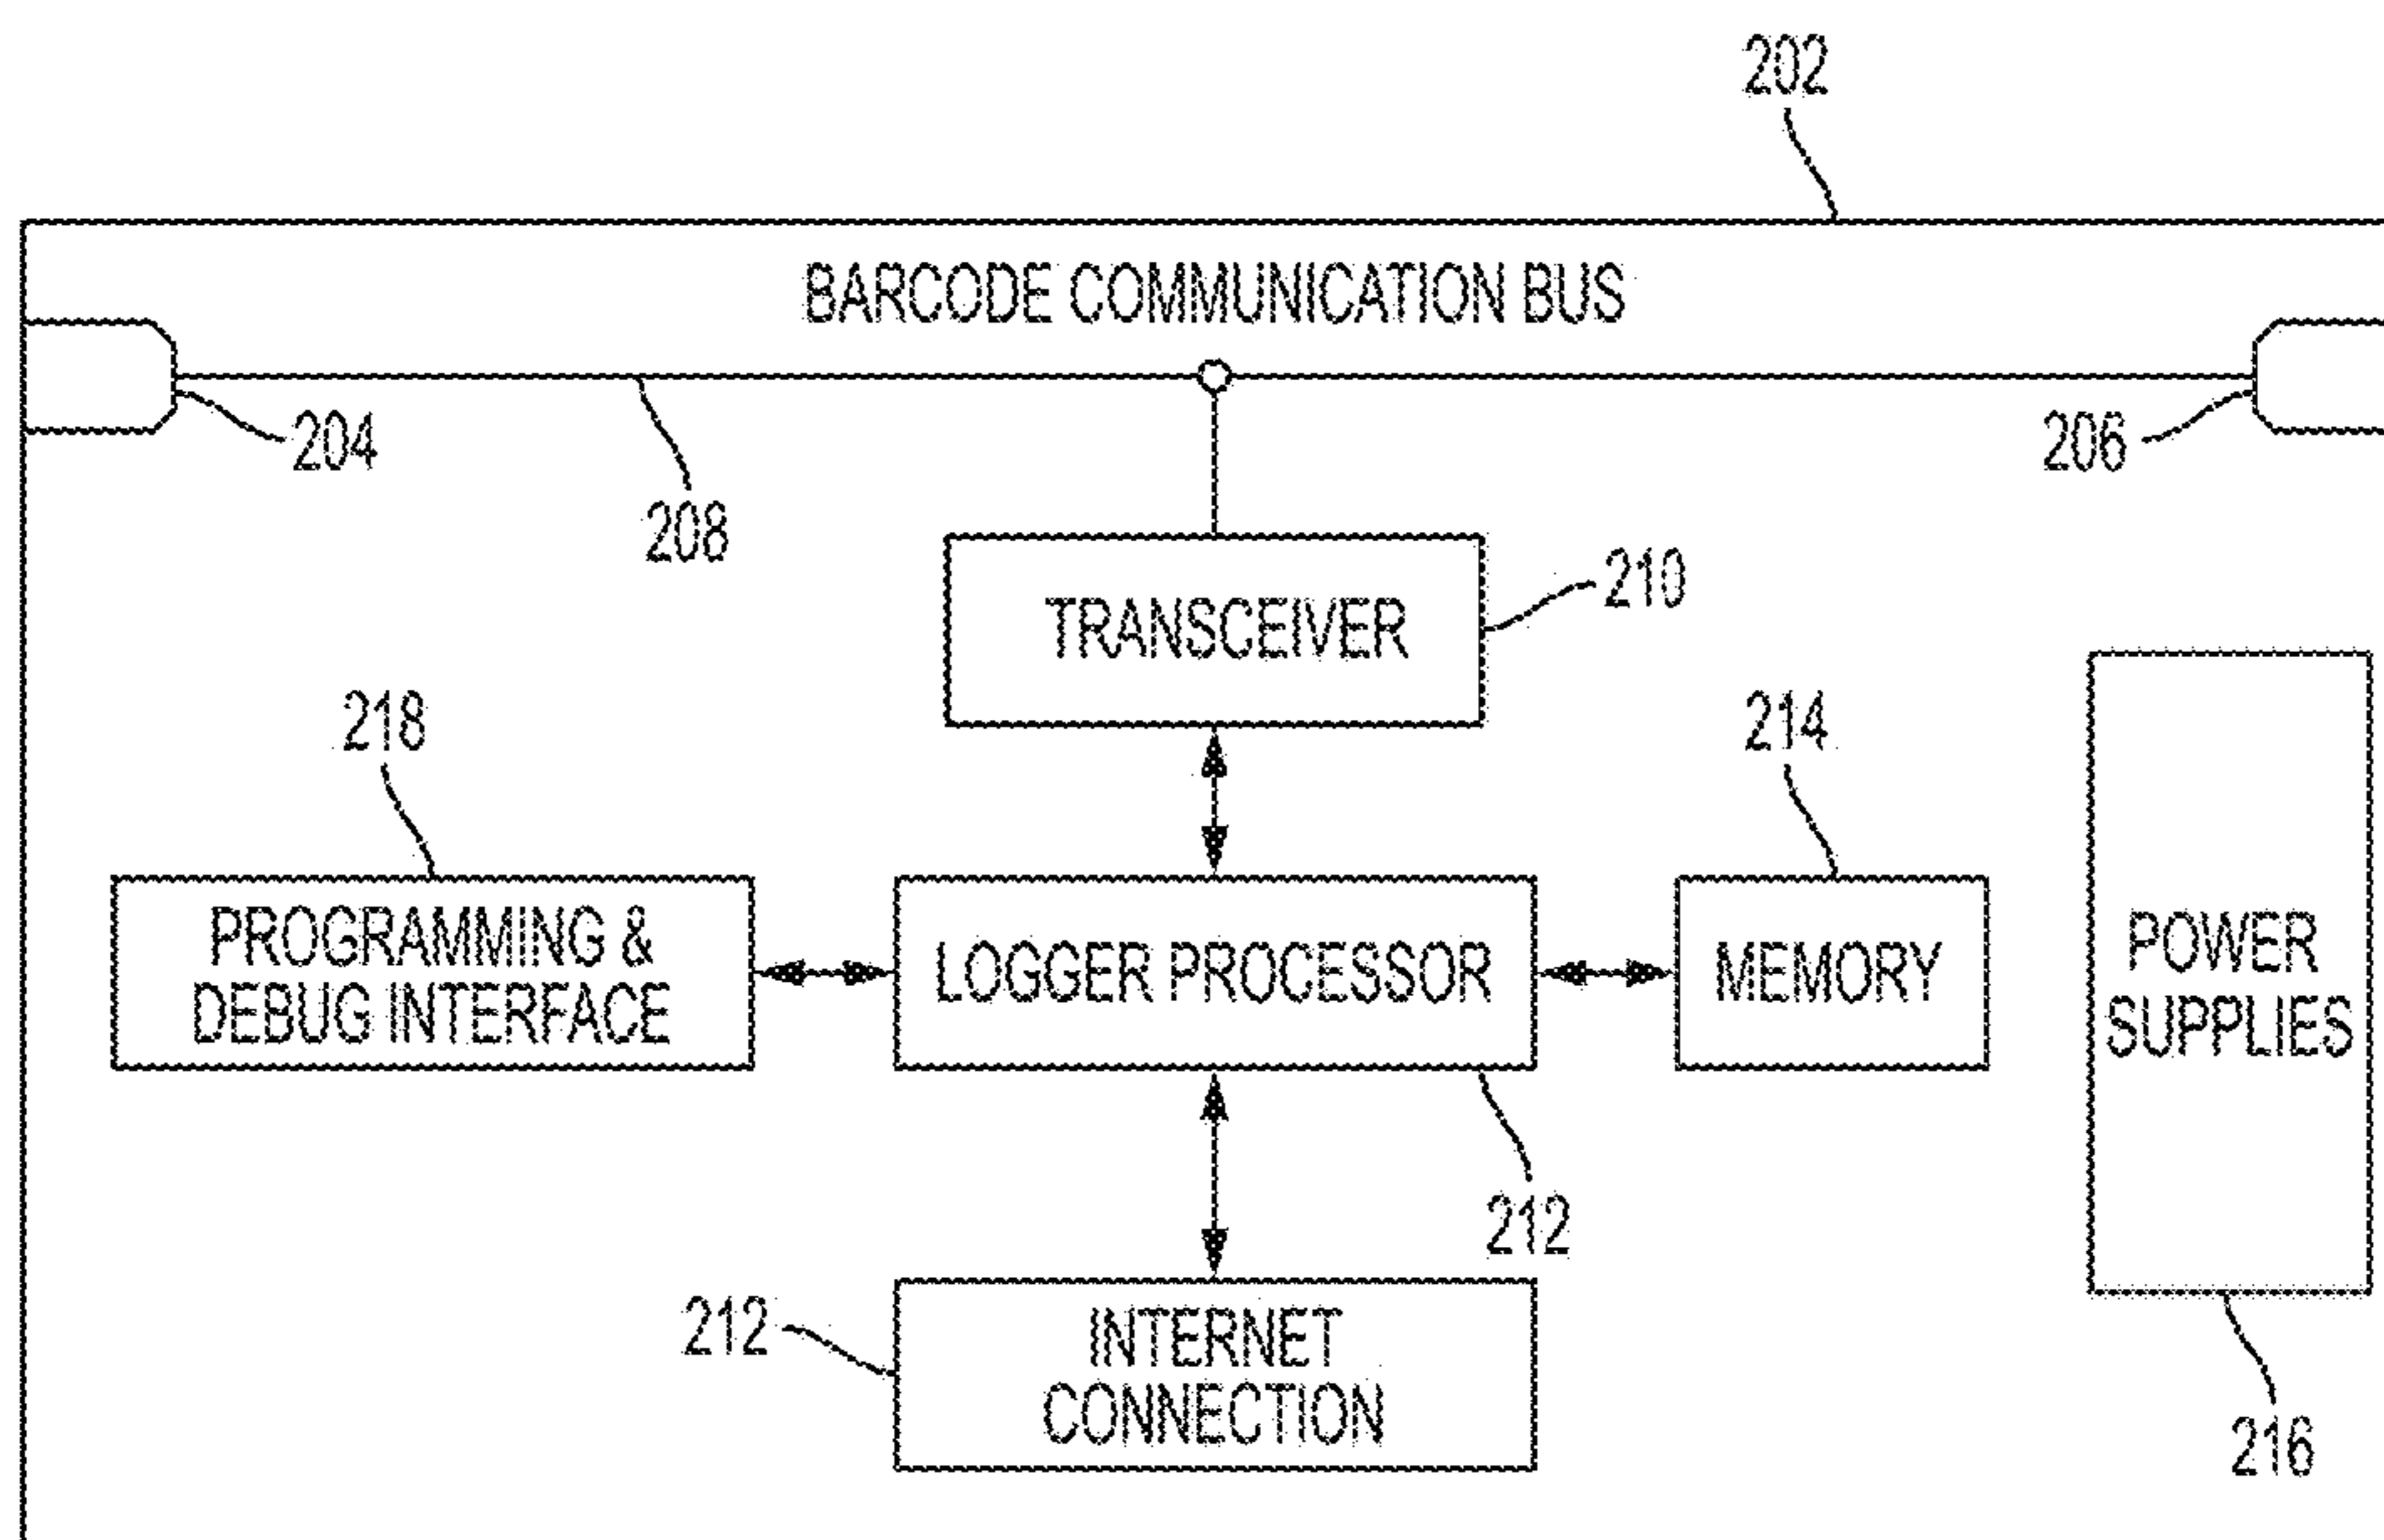 202
BARCODE COMMUNICATION BUS
204
206
208
TRANSCEIVER
210
218
214
PROGRAMMING &
DEBUG INTERFACE
LOGGER PROCESSOR
MEMORY
POWER
SUPPLIES
212
212
INTERNET
CONNECTION
216